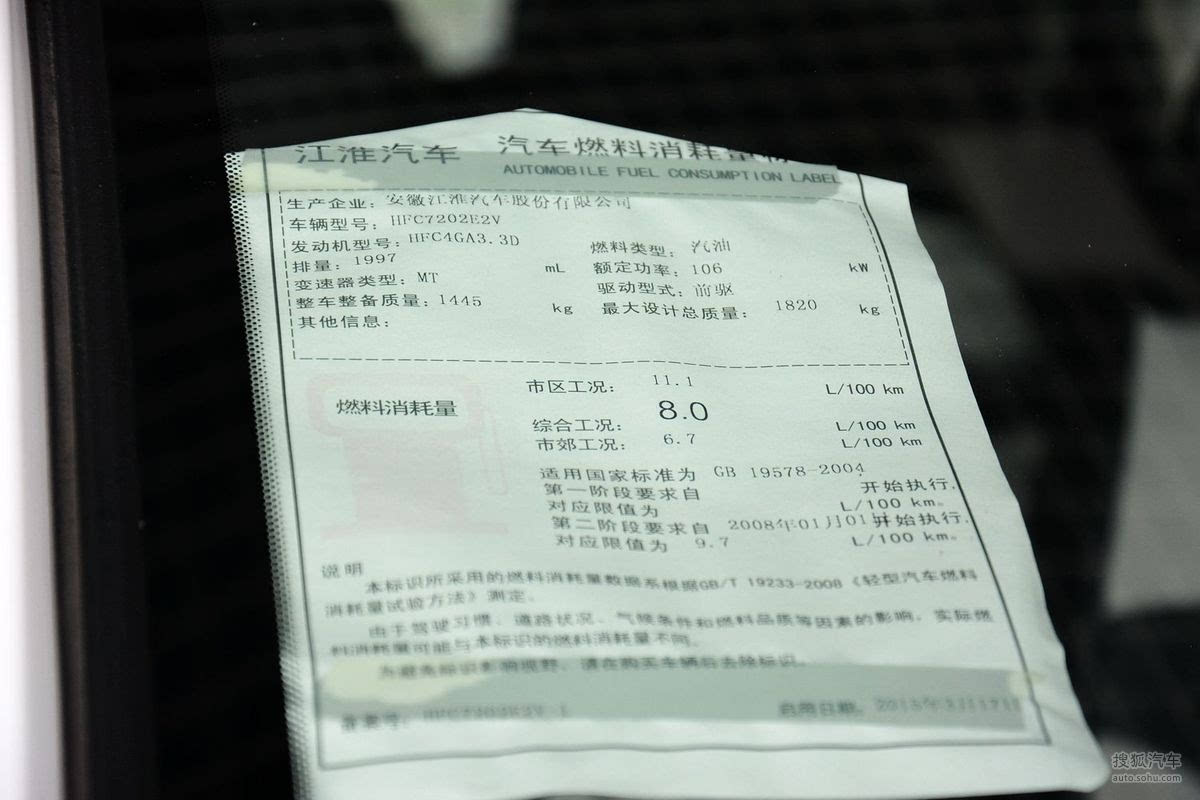 江淮汽车 汽车燃料消耗量
AUTOMOBILE FUEL CONSUMPTION LABEL
生产企业: 安徽江淮汽车股份有限公司
车辆型号: HFC7202E2V
发动机型号: HFC4GA3.3D 燃料类型: 汽油
排量: 1997 mL 额定功率: 106 kW
变速器类型: MT 驱动型式: 前驱
整车整备质量: 1445 kg 最大设计总质量: 1820 kg
其他信息:
燃料消耗量
市区工况: 11.1 L/100 km
综合工况: 8.0 L/100 km
市郊工况: 6.7 L/100 km
适用国家标准为 GB 19578-2004
第一阶段要求自 开始执行,
对应限值为 L/100 km。
第二阶段要求自 2008年01月01 开始执行,
对应限值为 9.7 L/100 km。
说明
本标识所采用的燃料消耗量数据系根据GB/T 19233-2008《轻型汽车燃料
消耗量试验方法》测定。
由于驾驶习惯、道路状况、气候条件和燃料品质等因素的影响，实际燃
料消耗量可能与本标识的燃料消耗量不同。
为避免标识影响视野，请在购买车辆后去除标识。
备案号: HFC7202E2V-1 启用日期:
搜狐汽车
auto.sohu.com